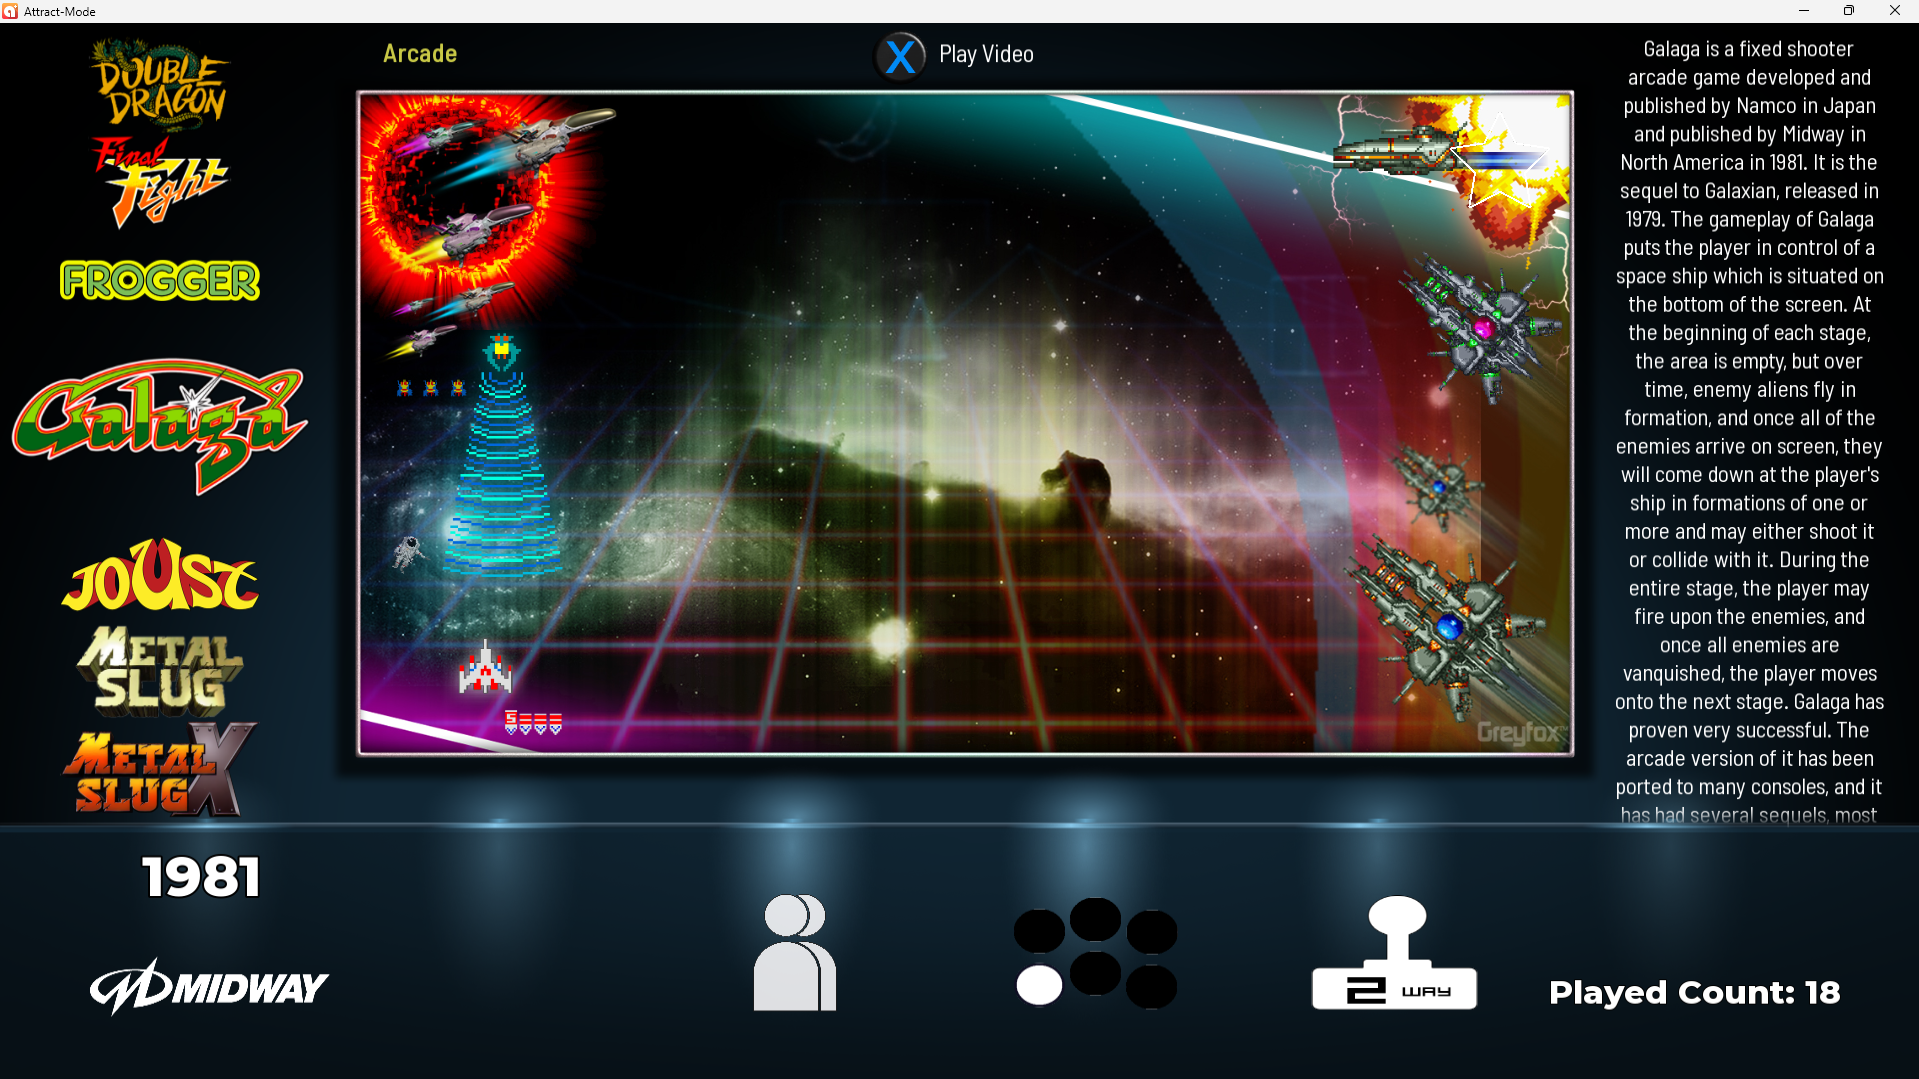 Attract-Mode
Arcade
X Play Video
DOUBLE
DRAGON
Final
Fight
FROGGER
Galaga
JOUST
METAL
SLUG
METAL
SLUG X
S
Greyfox
Galaga is a fixed shooter
arcade game developed and
published by Namco in Japan
and published by Midway in
North America in 1981. It is the
sequel to Galaxian, released in
1979. The gameplay of Galaga
puts the player in control of a
space ship which is situated on
the bottom of the screen. At
the beginning of each stage,
the area is empty, but over
time, enemy aliens fly in
formation, and once all of the
enemies arrive on screen, they
will come down at the player's
ship in formations of one or
more and may either shoot it
or collide with it. During the
entire stage, the player may
fire upon the enemies, and
once all enemies are
vanquished, the player moves
onto the next stage. Galaga has
proven very successful. The
arcade version of it has been
ported to many consoles, and it
has had several sequels, most
1981
MIDWAY
2 WAY
Played Count: 18